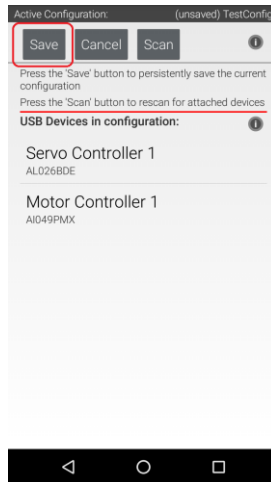 Active Configuration: (unsaved) TestConfig
Save Cancel Scan
Press the 'Save' button to persistently save the current
configuration
Press the 'Scan' button to rescan for attached devices
USB Devices in configuration:
Servo Controller 1
AL026BDE
Motor Controller 1
AI049PMX